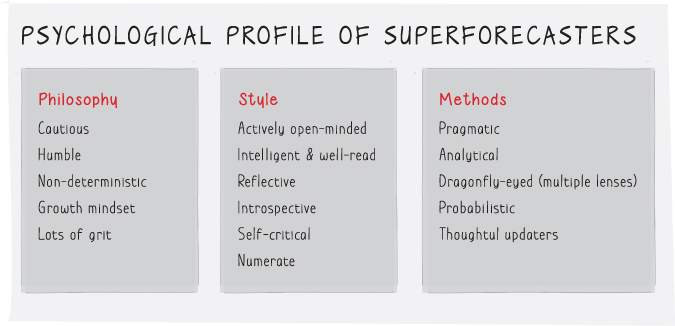 PSYCHOLOGICAL PROFILE OF SUPERFORECASTERS
Philosophy
Cautious
Humble
Non-deterministic
Growth mindset
Lots of grit
Style
Actively open-minded
Intelligent & well-read
Reflective
Introspective
Self-critical
Numerate
Methods
Pragmatic
Analytical
Dragonfly-eyed (multiple lenses)
Probabilistic
Thoughtul updaters